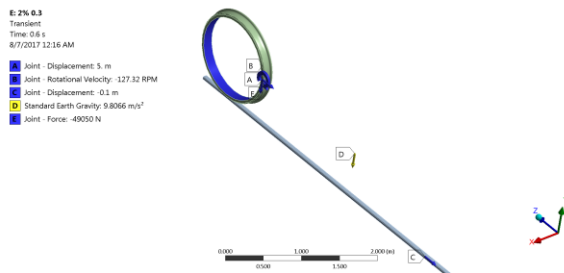 E: 2% 0.3
Transient
Time: 0.6 s
8/7/2017 12:16 AM
A Joint - Displacement: 5. m
B Joint - Rotational Velocity: -127.32 RPM
C Joint - Displacement: -0.1 m
D Standard Earth Gravity: 9.8066 m/s²
E Joint - Force: -49050 N
B
A
E
D
C
0.000 1.000 2.000 (m)
0.500 1.500
Z
X